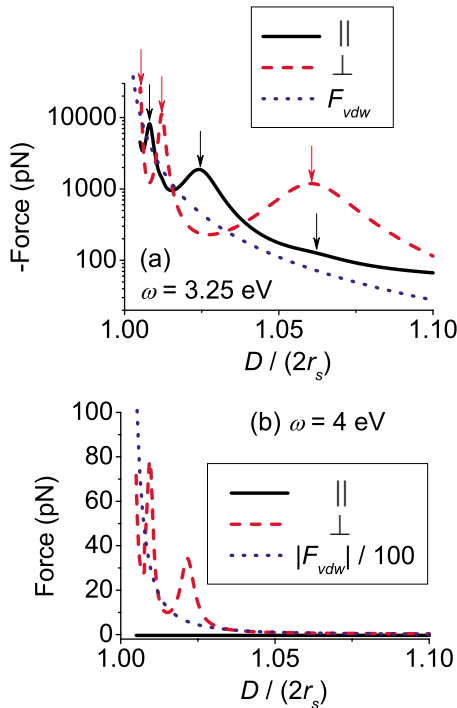 ||
⊥
F_vdw
10000
1000
100
-Force (pN)
(a)
ω = 3.25 eV
1.00
1.05
1.10
D / (2r_s)
100
80
60
40
20
0
Force (pN)
(b) ω = 4 eV
||
⊥
|F_vdw| / 100
1.00
1.05
1.10
D / (2r_s)